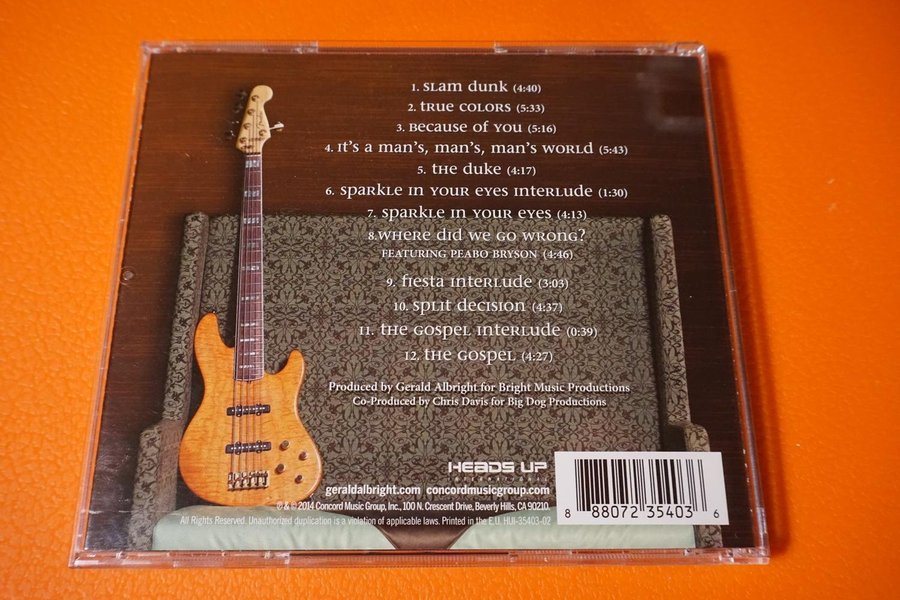 1. slam dunk (4:40)
2. true colors (5:33)
3. Because of you (5:16)
4. It's a man's, man's, man's world (5:43)
5. the duke (4:17)
6. sparkle in your eyes interlude (1:30)
7. sparkle in your eyes (4:13)
8.where did we go wrong?
featuring Peabo Bryson (4:46)
9. fiesta interlude (3:03)
10. split decision (4:37)
11. the gospel interlude (0:39)
12. the gospel (4:27)
Produced by Gerald Albright for Bright Music Productions
Co-Produced by Chris Davis for Big Dog Productions
HEADS UP
geraldalbright.com concordmusicgroup.com
℗ & © 2014 Concord Music Group, Inc., 100 N. Crescent Drive, Beverly Hills, CA 90210.
All Rights Reserved. Unauthorized duplication is a violation of applicable laws. Printed in the E.U. HUI-35403-02
8 88072 35403 6